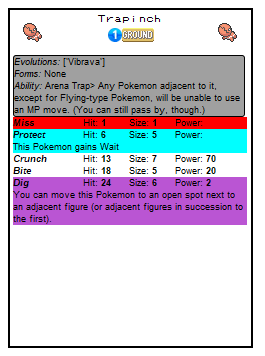 Trapinch
1 GROUND
Evolutions: ['Vibrava']
Forms: None
Ability: Arena Trap> Any Pokemon adjacent to it,
except for Flying-type Pokemon, will be unable to use
an MP move. (You can still pass by, though.)
Miss Hit: 1 Size: 1 Power:
Protect Hit: 6 Size: 5 Power:
This Pokemon gains Wait
Crunch Hit: 13 Size: 7 Power: 70
Bite Hit: 18 Size: 5 Power: 20
Dig Hit: 24 Size: 6 Power: 2
You can move this Pokemon to an open spot next to
an adjacent figure (or adjacent figures in succession to
the first).